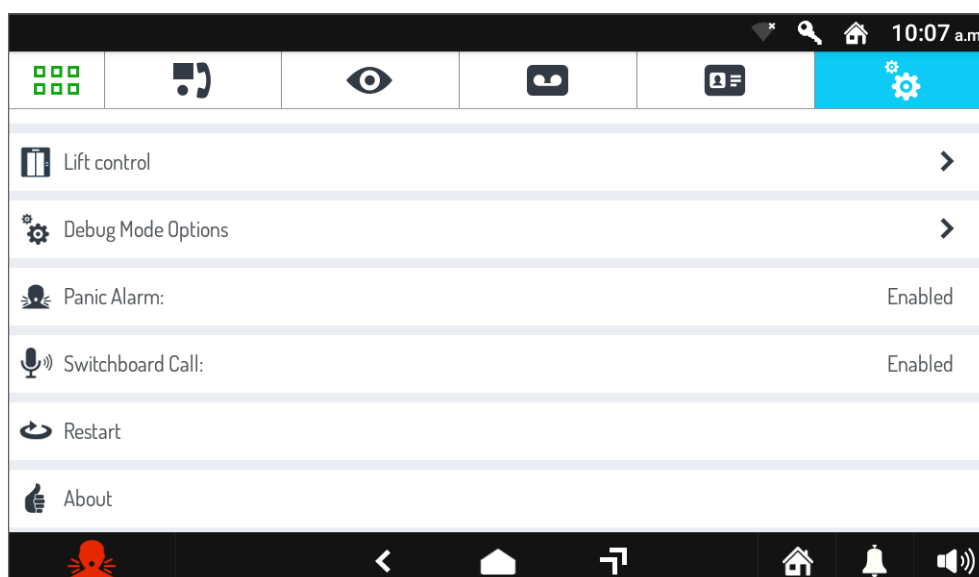 10:07 a.m
Lift control
Debug Mode Options
Panic Alarm: Enabled
Switchboard Call: Enabled
Restart
About